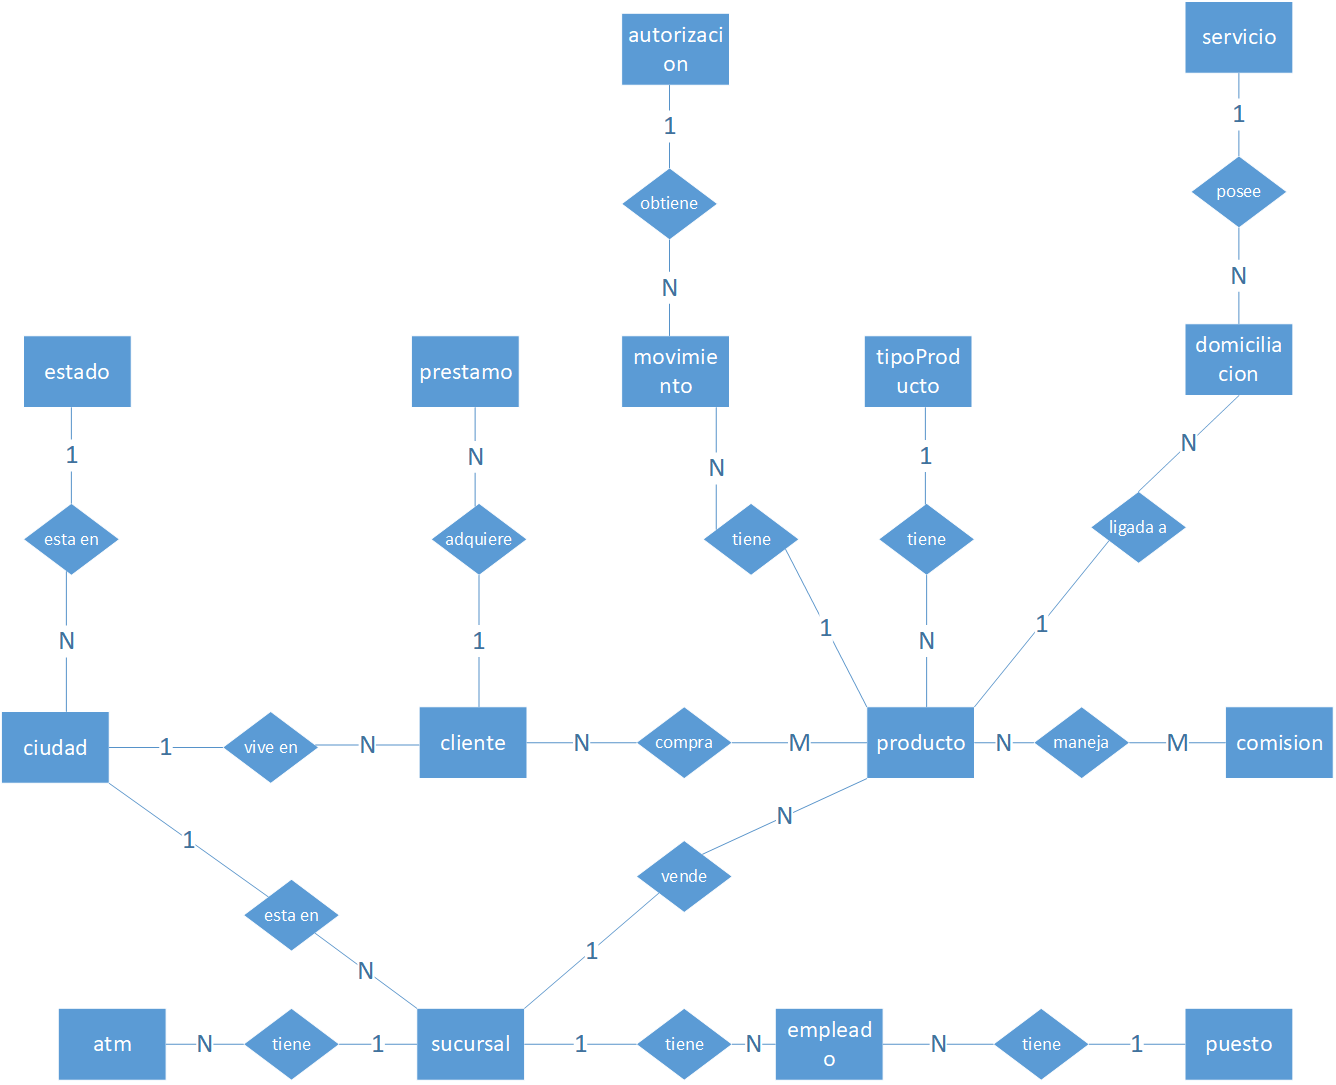 autorizaci
on
servicio
1
1
obtiene
posee
N
N
estado
prestamo
movimie
nto
tipoProd
ucto
domicilia
cion
1
N
N
1
N
esta en
adquiere
tiene
tiene
ligada a
N
1
1
N
1
ciudad
1
vive en
N
cliente
N
compra
M
producto
N
maneja
M
comision
1
N
esta en
vende
N
1
atm
N
tiene
1
sucursal
1
tiene
N
emplead
o
N
tiene
1
puesto